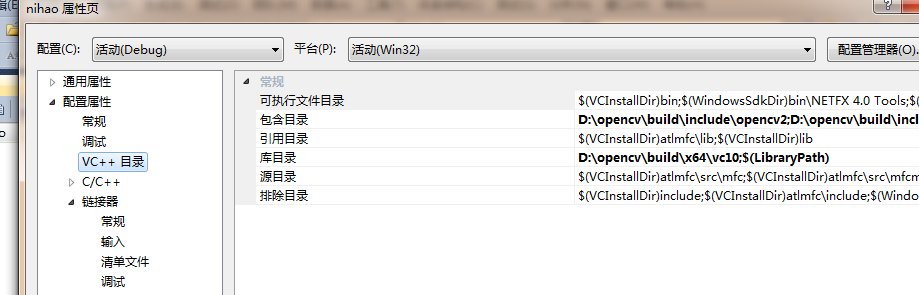 nihao 属性页
配置(C): 活动(Debug) 平台(P): 活动(Win32) 配置管理器(O)...
通用属性
配置属性
常规
调试
VC++ 目录
C/C++
链接器
常规
输入
清单文件
调试
常规
可执行文件目录 $(VCInstallDir)bin;$(WindowsSdkDir)bin\NETFX 4.0 Tools;$(
包含目录 D:\opencv\build\include\opencv2;D:\opencv\build\incl
引用目录 $(VCInstallDir)atlmfc\lib;$(VCInstallDir)lib
库目录 D:\opencv\build\x64\vc10;$(LibraryPath)
源目录 $(VCInstallDir)atlmfc\src\mfc;$(VCInstallDir)atlmfc\src\mfcm
排除目录 $(VCInstallDir)include;$(VCInstallDir)atlmfc\include;$(Windo